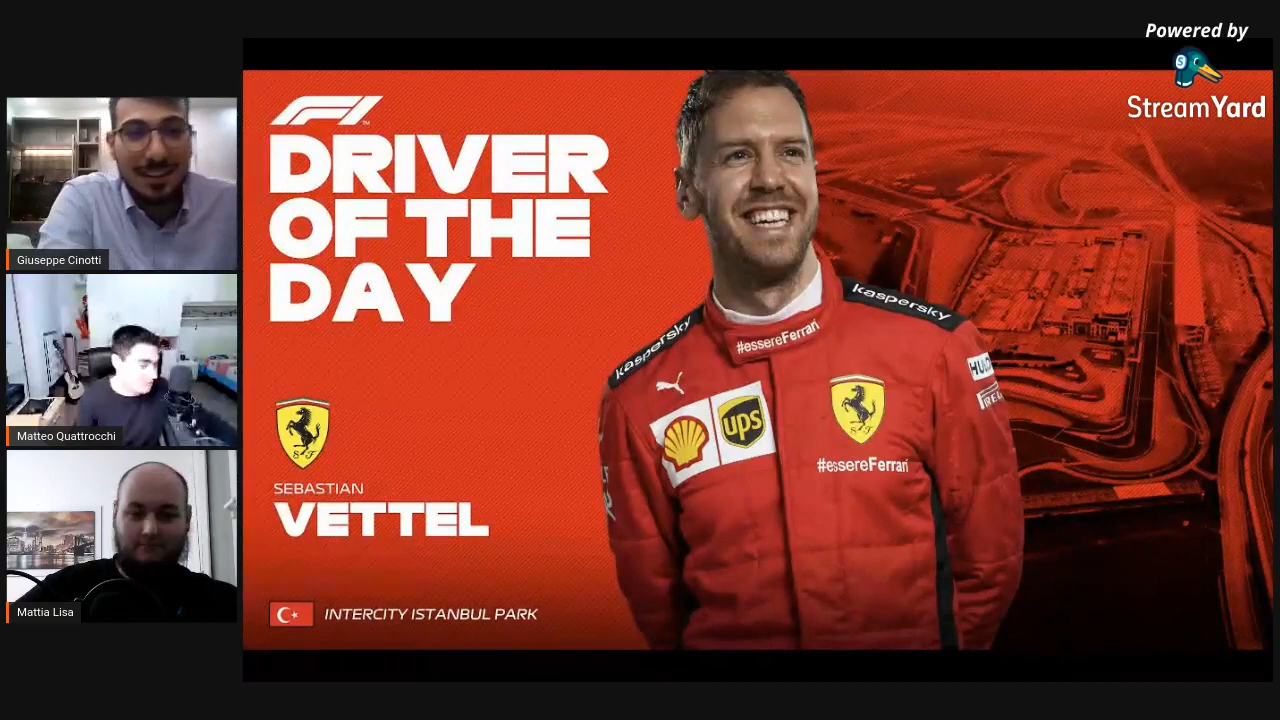 Powered by
StreamYard
F1
DRIVER
OF THE
DAY
SEBASTIAN
VETTEL
INTERCITY ISTANBUL PARK
kaspersky
kaspersky
#essereFerrari
ups
S F
#essereFerrari
S F
Giuseppe Cinotti
Matteo Quattrocchi
Mattia Lisa